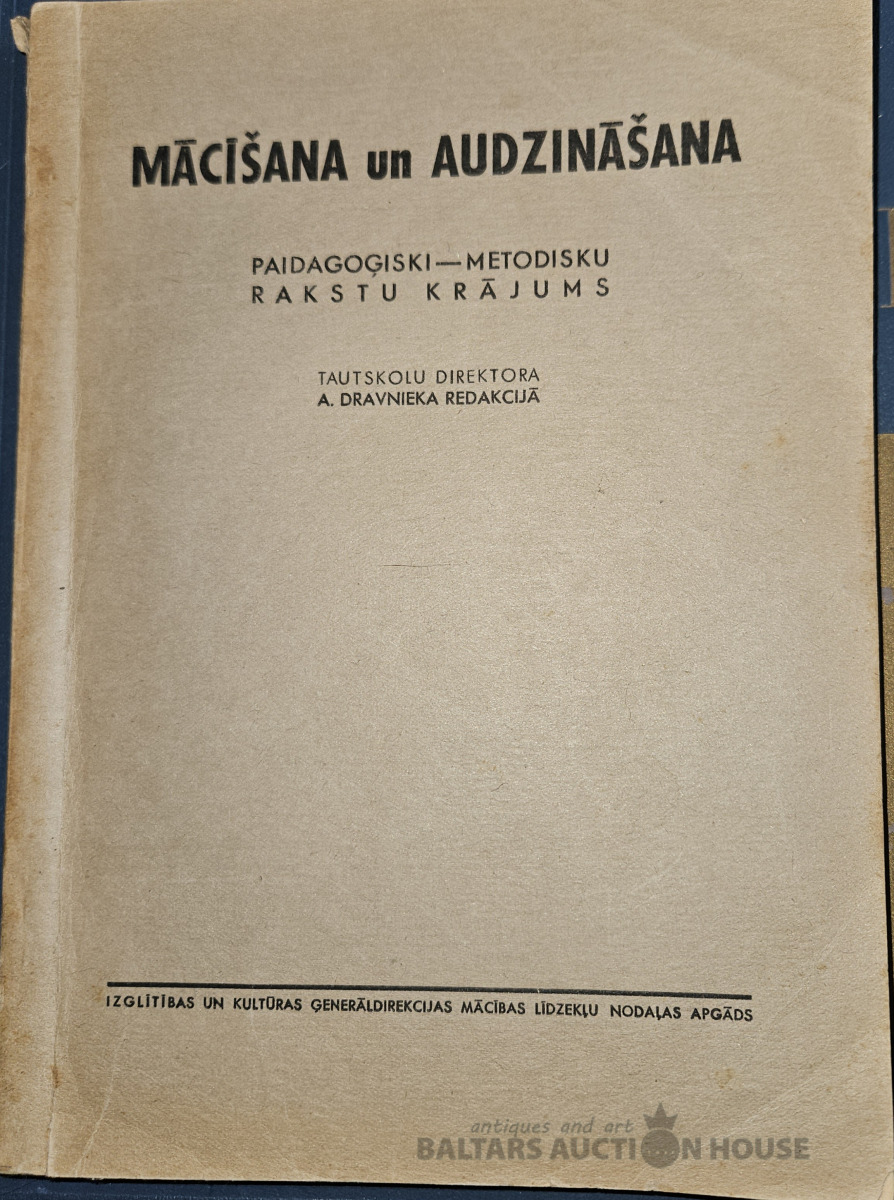 MĀCĪŠANA un AUDZINĀŠANA
PAIDAGOĢISKI—METODISKU
RAKSTU KRĀJUMS
TAUTSKOLU DIREKTORA
A. DRAVNIEKA REDAKCIJĀ
IZGLĪTĪBAS UN KULTŪRAS ĢENERĀLDIREKCIJAS MĀCĪBAS LĪDZEKĻU NODAĻAS APGĀDS
antiques and art
BALTARS AUCTION HOUSE